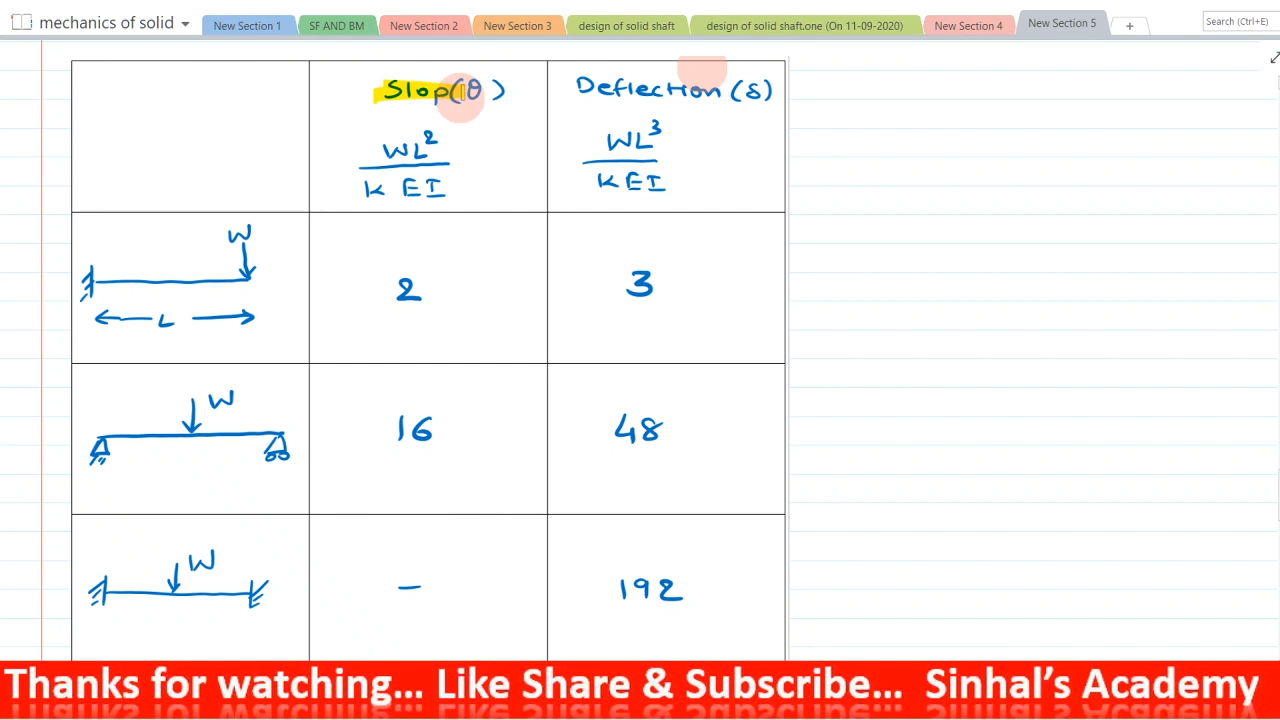 mechanics of solid
New Section 1
SF AND BM
New Section 2
New Section 3
design of solid shaft
design of solid shaft.one (On 11-09-2020)
New Section 4
New Section 5
+
Search (Ctrl+E)
Slop(θ)
Deflection (δ)
WL²
K EI
WL³
KEI
W
L
2
3
W
16
48
W
–
192
Thanks for watching... Like Share & Subscribe... Sinhal's Academy